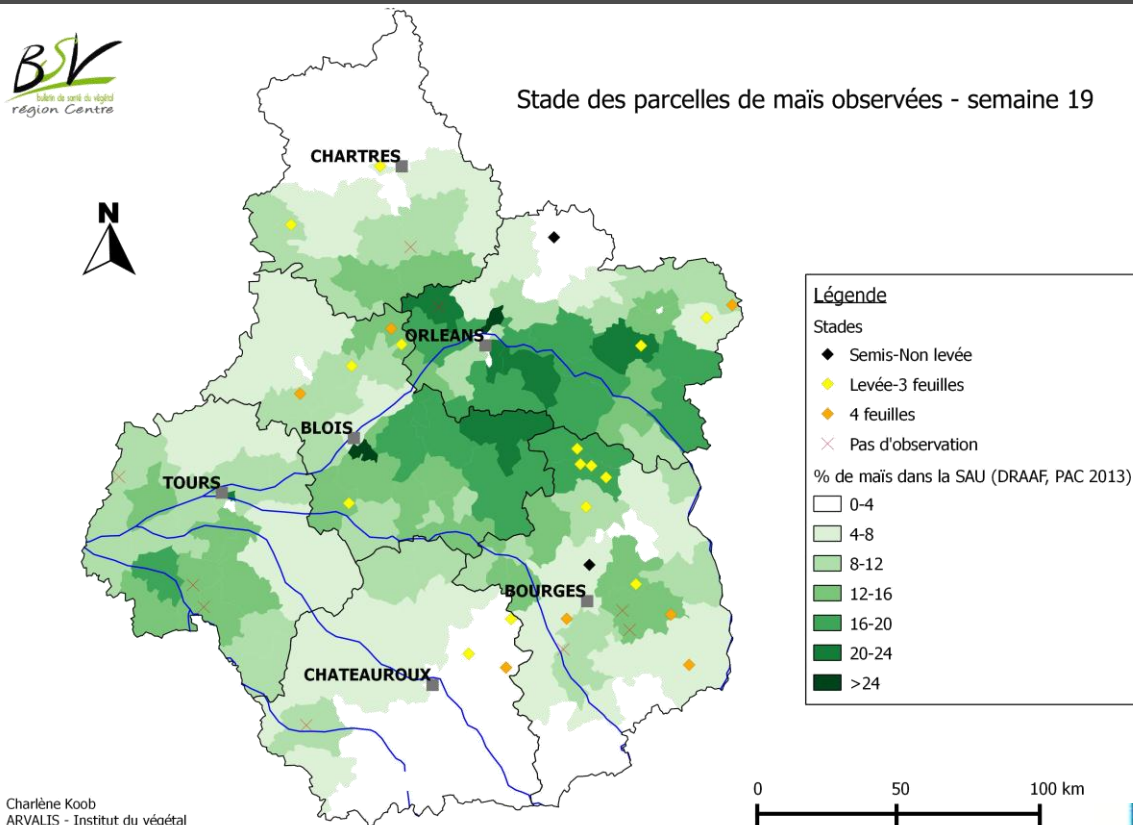 BSV
bulletin de santé du végétal
région Centre
Stade des parcelles de maïs observées - semaine 19
N
CHARTRES
ORLEANS
BLOIS
TOURS
BOURGES
CHATEAUROUX
Légende
Stades
Semis-Non levée
Levée-3 feuilles
4 feuilles
Pas d'observation
% de maïs dans la SAU (DRAAF, PAC 2013)
0-4
4-8
8-12
12-16
16-20
20-24
>24
0 50 100 km
Charlène Koob
ARVALIS - Institut du végétal